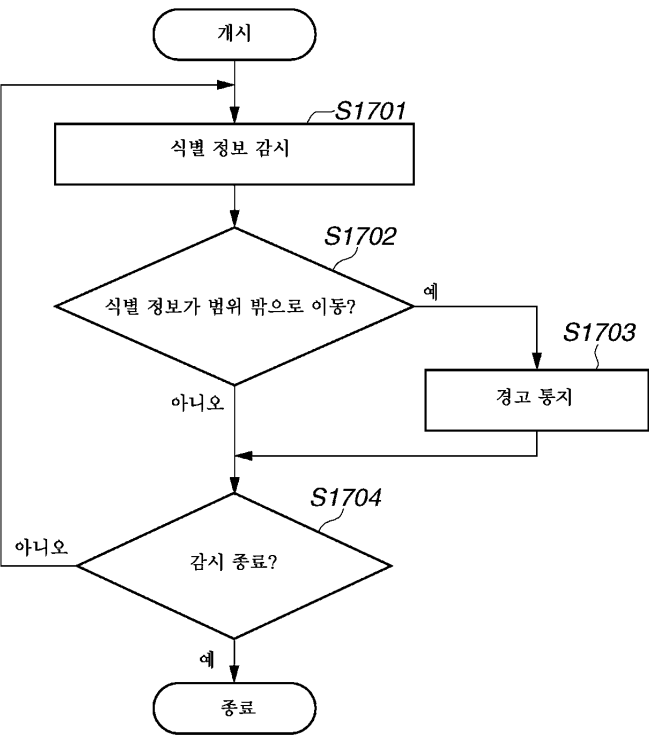 개시
S1701
식별 정보 감시
S1702
식별 정보가 범위 밖으로 이동?
예
S1703
경고 통지
아니오
S1704
감시 종료?
아니오
예
종료